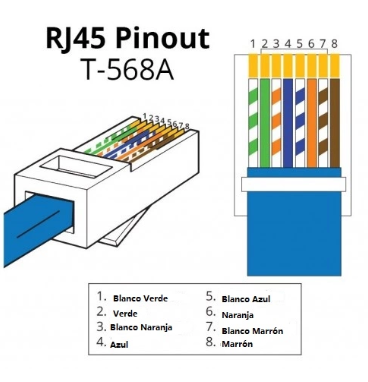 RJ45 Pinout
T-568A
1 2 3 4 5 6 7 8
1 2 3 4 5 6 7 8
1. Blanco Verde
2. Verde
3. Blanco Naranja
4. Azul
5. Blanco Azul
6. Naranja
7. Blanco Marrón
8. Marrón